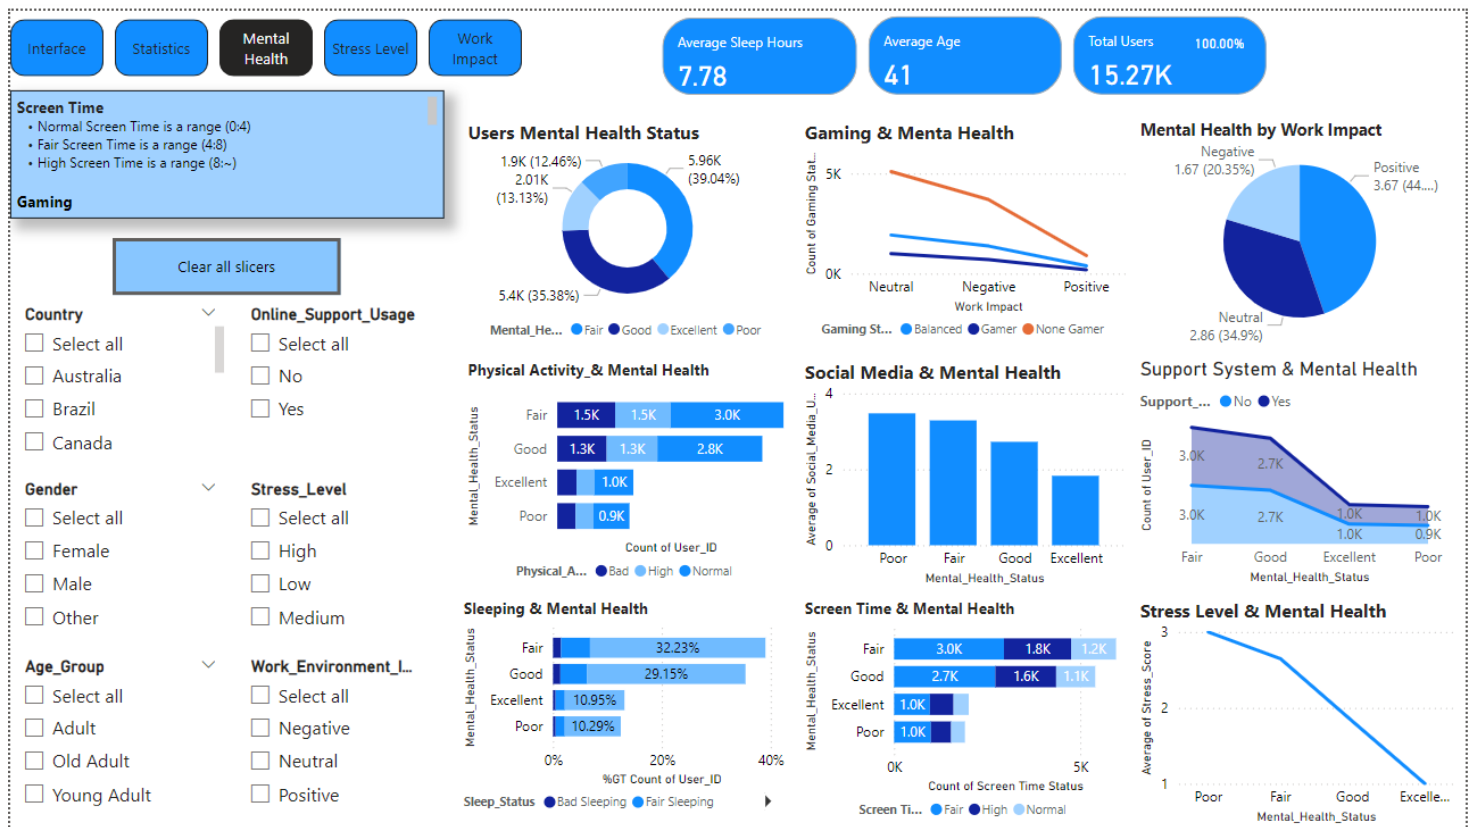 Interface
Statistics
Mental
Health
Stress Level
Work
Impact
Average Sleep Hours
7.78
Average Age
41
Total Users
100.00%
15.27K
Screen Time
• Normal Screen Time is a range (0:4)
• Fair Screen Time is a range (4:8)
• High Screen Time is a range (8:~)
Gaming
Clear all slicers
Country
Select all
Australia
Brazil
Canada
Online_Support_Usage
Select all
No
Yes
Gender
Select all
Female
Male
Other
Stress_Level
Select all
High
Low
Medium
Age_Group
Select all
Adult
Old Adult
Young Adult
Work_Environment_I...
Select all
Negative
Neutral
Positive
Users Mental Health Status
1.9K (12.46%)
2.01K
(13.13%)
5.96K
(39.04%)
5.4K (35.38%)
Mental_He... Fair Good Excellent Poor
Gaming & Menta Health
Count of Gaming Stat...
5K
0K
Neutral Negative Positive
Work Impact
Gaming St... Balanced Gamer None Gamer
Mental Health by Work Impact
Negative
1.67 (20.35%)
Positive
3.67 (44....)
Neutral
2.86 (34.9%)
Physical Activity_& Mental Health
Mental_Health_Status
Fair 1.5K 1.5K 3.0K
Good 1.3K 1.3K 2.8K
Excellent 1.0K
Poor 0.9K
Count of User_ID
Physical_A... Bad High Normal
Social Media & Mental Health
Average of Social_Media_U...
4
2
0
Poor Fair Good Excellent
Mental_Health_Status
Support System & Mental Health
Support_... No Yes
Count of User_ID
3.0K 2.7K 1.0K 1.0K
3.0K 2.7K 1.0K 0.9K
Fair Good Excellent Poor
Mental_Health_Status
Sleeping & Mental Health
Mental_Health_Status
Fair 32.23%
Good 29.15%
Excellent 10.95%
Poor 10.29%
0% 20% 40%
%GT Count of User_ID
Sleep_Status Bad Sleeping Fair Sleeping
Screen Time & Mental Health
Mental_Health_Status
Fair 3.0K 1.8K 1.2K
Good 2.7K 1.6K 1.1K
Excellent 1.0K
Poor 1.0K
0K 5K
Count of Screen Time Status
Screen Ti... Fair High Normal
Stress Level & Mental Health
Average of Stress_Score
3
2
1
Poor Fair Good Excelle...
Mental_Health_Status